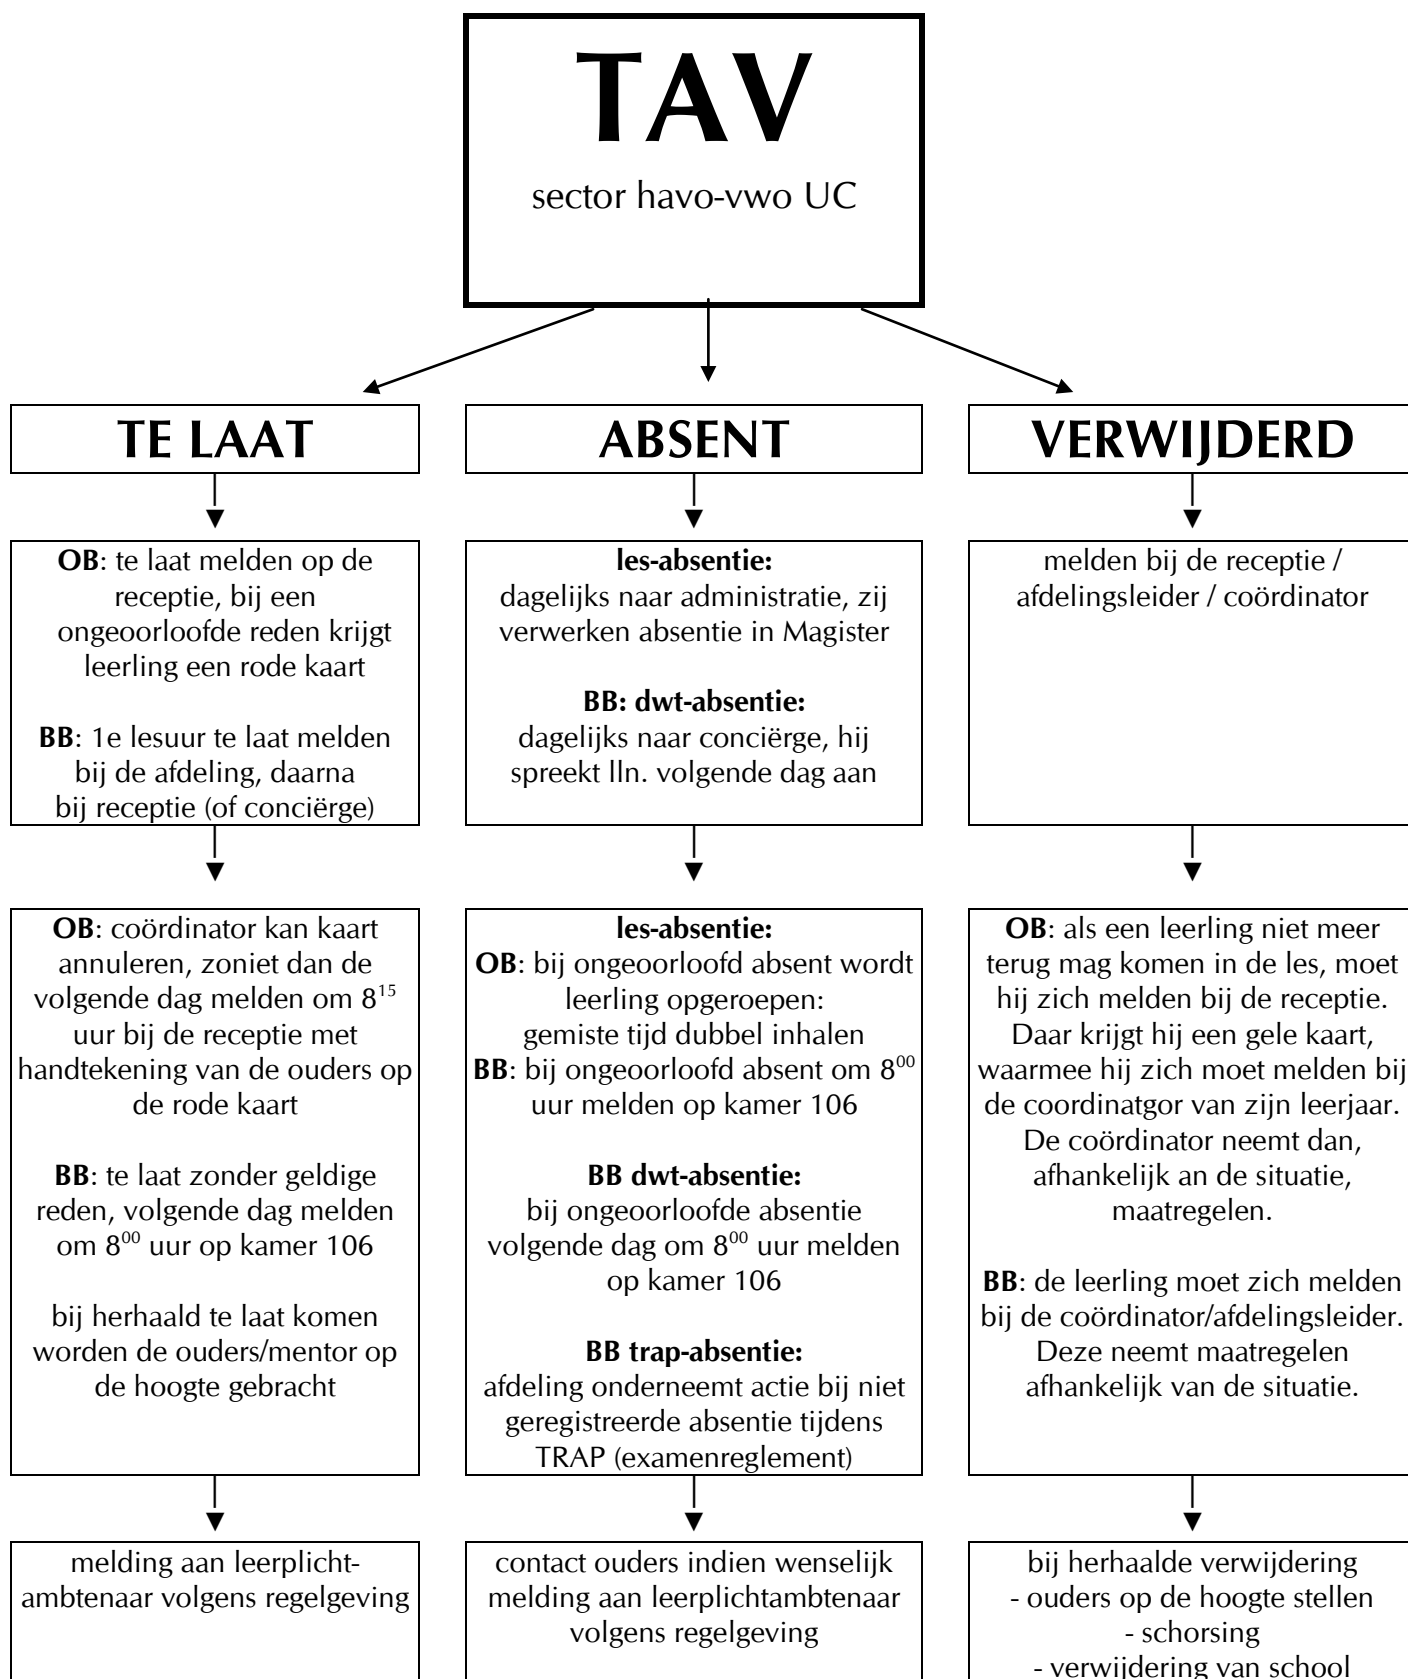 TAV
sector havo-vwo UC
TE LAAT
OB: te laat melden op de
receptie, bij een
ongeoorloofde reden krijgt
leerling een rode kaart
BB: 1e lesuur te laat melden
bij de afdeling, daarna
bij receptie (of conciërge)
OB: coördinator kan kaart
annuleren, zoniet dan de
volgende dag melden om 8¹⁵
uur bij de receptie met
handtekening van de ouders op
de rode kaart
BB: te laat zonder geldige
reden, volgende dag melden
om 8⁰⁰ uur op kamer 106
bij herhaald te laat komen
worden de ouders/mentor op
de hoogte gebracht
melding aan leerplicht-
ambtenaar volgens regelgeving
ABSENT
les-absentie:
dagelijks naar administratie, zij
verwerken absentie in Magister
BB: dwt-absentie:
dagelijks naar conciërge, hij
spreekt lln. volgende dag aan
les-absentie:
OB: bij ongeoorloofd absent wordt
leerling opgeroepen:
gemiste tijd dubbel inhalen
BB: bij ongeoorloofd absent om 8⁰⁰
uur melden op kamer 106
BB dwt-absentie:
bij ongeoorloofde absentie
volgende dag om 8⁰⁰ uur melden
op kamer 106
BB trap-absentie:
afdeling onderneemt actie bij niet
geregistreerde absentie tijdens
TRAP (examenreglement)
contact ouders indien wenselijk
melding aan leerplichtambtenaar
volgens regelgeving
VERWIJDERD
melden bij de receptie /
afdelingsleider / coördinator
OB: als een leerling niet meer
terug mag komen in de les, moet
hij zich melden bij de receptie.
Daar krijgt hij een gele kaart,
waarmee hij zich moet melden bij
de coordinatgor van zijn leerjaar.
De coördinator neemt dan,
afhankelijk an de situatie,
maatregelen.
BB: de leerling moet zich melden
bij de coördinator/afdelingsleider.
Deze neemt maatregelen
afhankelijk van de situatie.
bij herhaalde verwijdering
- ouders op de hoogte stellen
- schorsing
- verwijdering van school